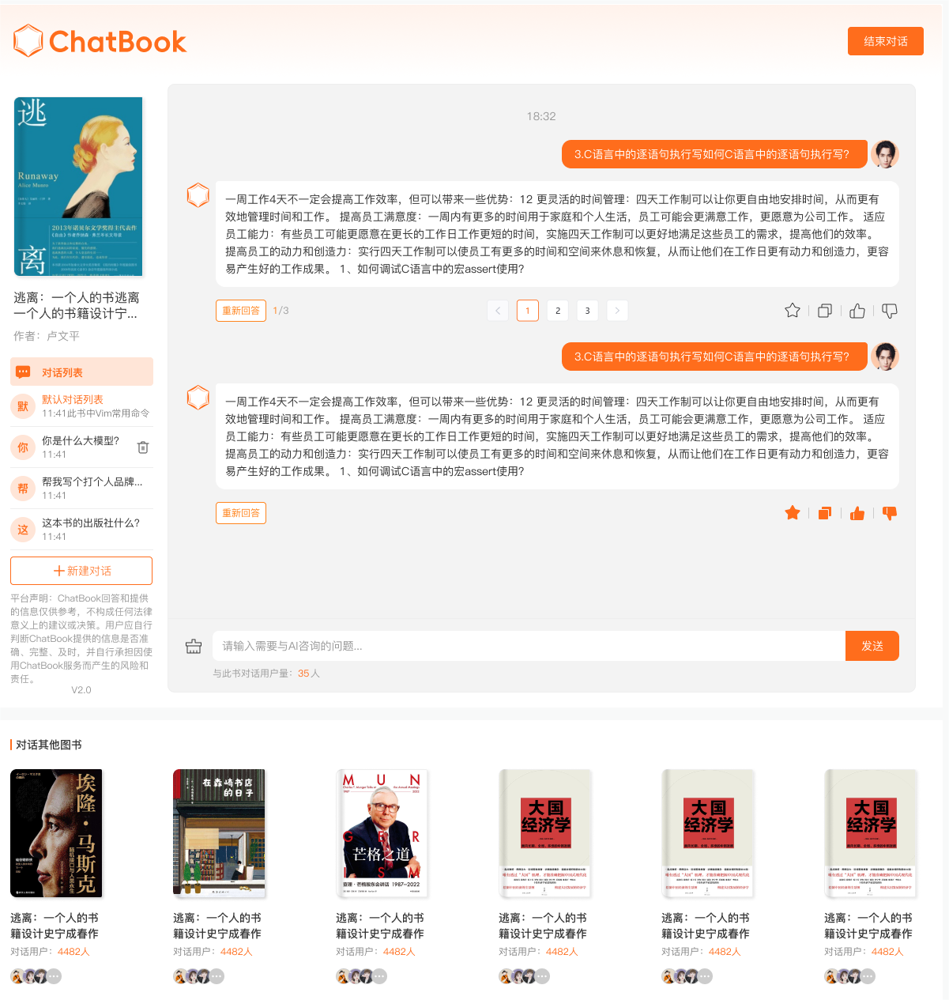 ChatBook
结束对话
逃
Runaway
Alice Munro
2013年诺贝尔文学奖得主代表作
离
逃离：一个人的书逃离
一个人的书籍设计宁...
作者：卢文平
对话列表
默
默认对话列表
11:41此书中Vim常用命令
你
你是什么大模型?
11:41
帮
帮我写个打个人品牌...
11:41
这
这本书的出版社什么?
11:41
新建对话
平台声明：ChatBook回答和提供
的信息仅供参考，不构成任何法律
意义上的建议或决策。用户应自行
判断ChatBook提供的信息是否准
确、完整、及时，并自行承担因使
用ChatBook服务而产生的风险和
责任。
V2.0
18:32
3.C语言中的逐语句执行写如何C语言中的逐语句执行写?
一周工作4天不一定会提高工作效率，但可以带来一些优势：12 更灵活的时间管理：四天工作制可以让你更自由地安排时间，从而更有
效地管理时间和工作。 提高员工满意度：一周内有更多的时间用于家庭和个人生活，员工可能会更满意工作，更愿意为公司工作。 适应
员工能力：有些员工可能更愿意在更长的工作日工作更短的时间，实施四天工作制可以更好地满足这些员工的需求，提高他们的效率。
提高员工的动力和创造力：实行四天工作制可以使员工有更多的时间和空间来休息和恢复，从而让他们在工作日更有动力和创造力，更容
易产生好的工作成果。 1、如何调试C语言中的宏assert使用?
重新回答 1/3 1 2 3
3.C语言中的逐语句执行写如何C语言中的逐语句执行写?
一周工作4天不一定会提高工作效率，但可以带来一些优势：12 更灵活的时间管理：四天工作制可以让你更自由地安排时间，从而更有
效地管理时间和工作。 提高员工满意度：一周内有更多的时间用于家庭和个人生活，员工可能会更满意工作，更愿意为公司工作。 适应
员工能力：有些员工可能更愿意在更长的工作日工作更短的时间，实施四天工作制可以更好地满足这些员工的需求，提高他们的效率。
提高员工的动力和创造力：实行四天工作制可以使员工有更多的时间和空间来休息和恢复，从而让他们在工作日更有动力和创造力，更容
易产生好的工作成果。 1、如何调试C语言中的宏assert使用?
重新回答
请输入需要与AI咨询的问题...
发送
与此书对话用户量：35人
对话其他图书
埃隆·马斯克
脑机接口与人类永生
逃离：一个人的书
籍设计史宁成春作
对话用户：4482人
在森崎书店
的日子
逃离：一个人的书
籍设计史宁成春作
对话用户：4482人
MUN
GER
芒格之道
查理·芒格股东会讲话 1987—2022
逃离：一个人的书
籍设计史宁成春作
对话用户：4482人
大国
经济学
逃离：一个人的书
籍设计史宁成春作
对话用户：4482人
大国
经济学
逃离：一个人的书
籍设计史宁成春作
对话用户：4482人
大国
经济学
逃离：一个人的书
籍设计史宁成春作
对话用户：4482人